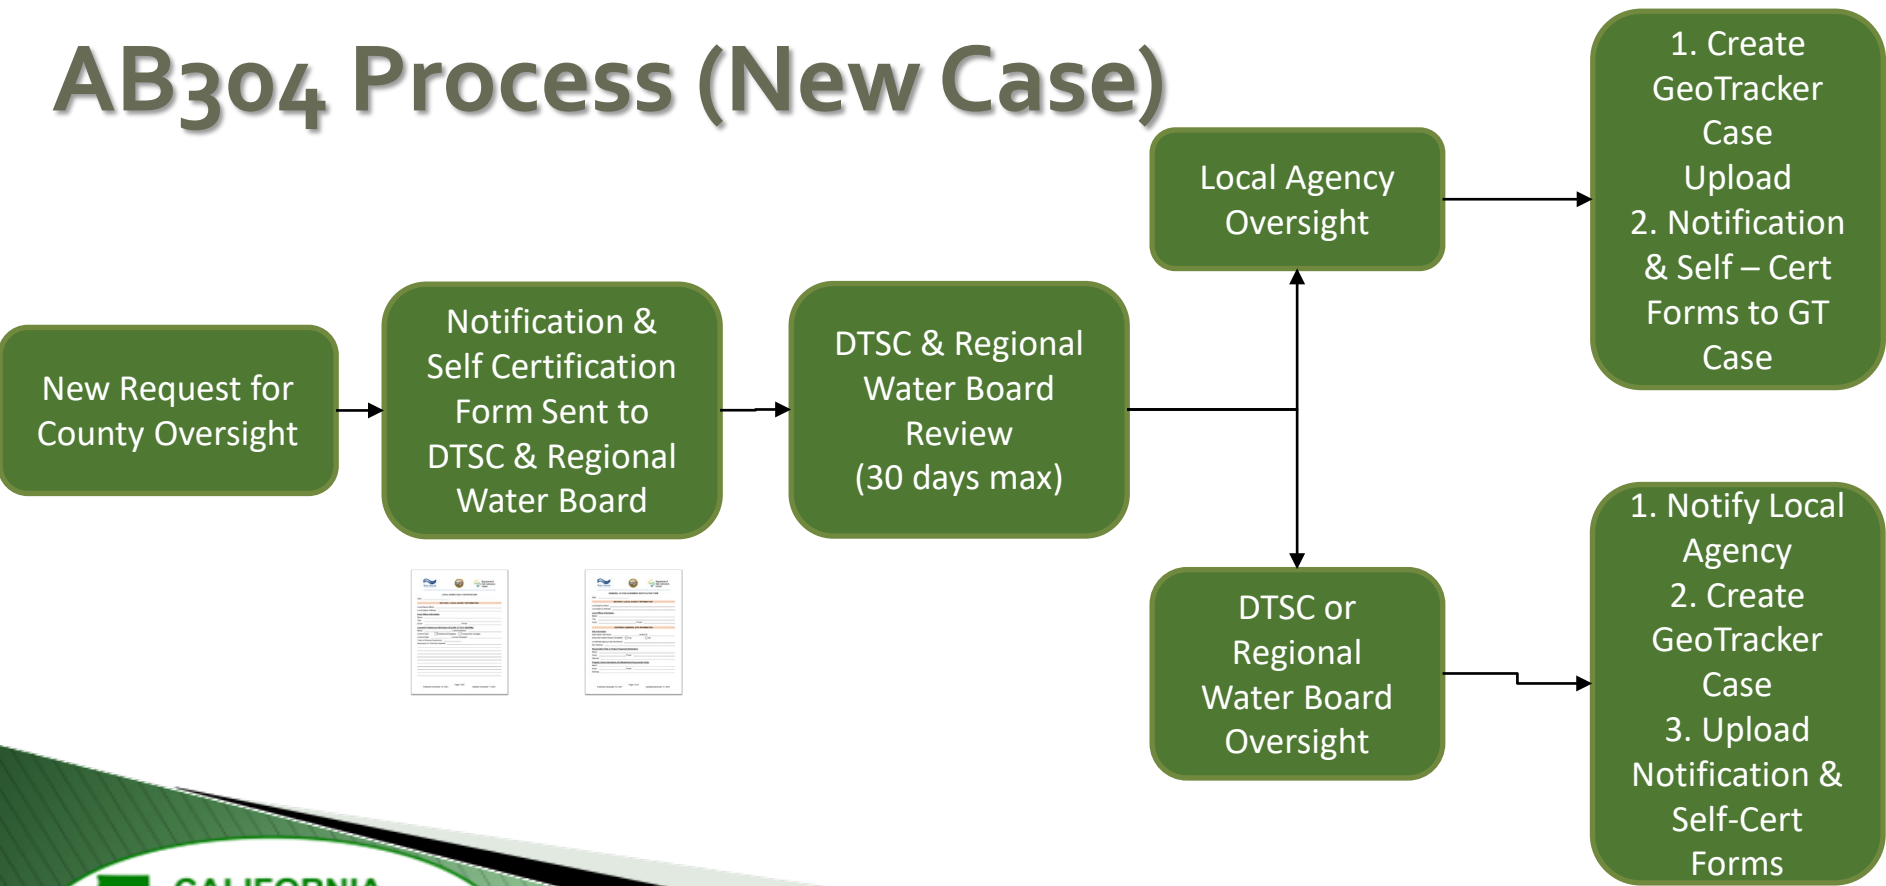 AB304 Process (New Case)
New Request for
County Oversight
Notification &
Self Certification
Form Sent to
DTSC & Regional
Water Board
DTSC & Regional
Water Board
Review
(30 days max)
Local Agency
Oversight
1. Create
GeoTracker
Case
Upload
2. Notification
& Self – Cert
Forms to GT
Case
DTSC or
Regional
Water Board
Oversight
1. Notify Local
Agency
2. Create
GeoTracker
Case
3. Upload
Notification &
Self-Cert
Forms
CALIFORNIA